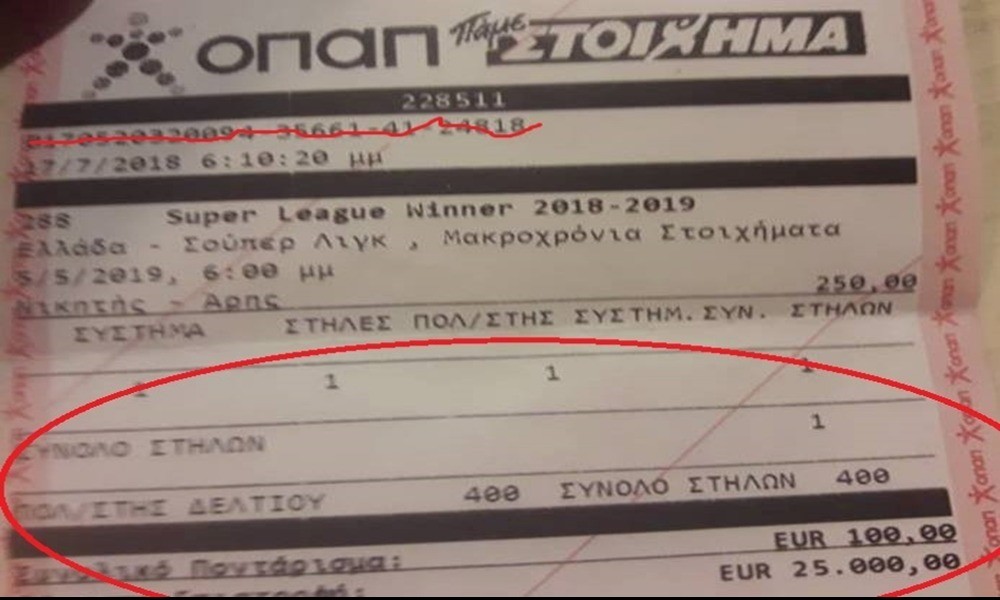 οπαπ Πάμε ΣΤΟΙΧΗΜΑ
228511
17/7/2018 6:10:20 μμ
288 Super League Winner 2018-2019
Ελλάδα - Σούπερ Λιγκ , Μακροχρόνια Στοιχήματα
5/5/2019, 6:00 μμ
Νικητής - Άρης 250,00
ΣΥΣΤΗΜΑ ΣΤΗΛΕΣ ΠΟΛ/ΣΤΗΣ ΣΥΣΤΗΜ. ΣΥΝ. ΣΤΗΛΩΝ
1 1 1 1
ΣΥΝΟΛΟ ΣΤΗΛΩΝ 1
ΠΟΛ/ΣΤΗΣ ΔΕΛΤΙΟΥ 400 ΣΥΝΟΛΟ ΣΤΗΛΩΝ 400
Συνολικό Ποντάρισμα: EUR 100,00
EUR 25.000,00